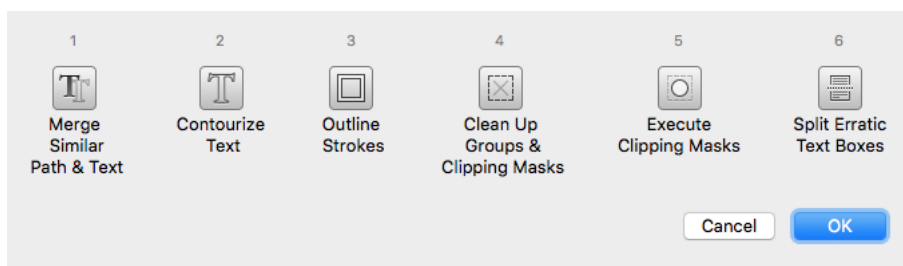 1 2 3 4 5 6
Merge Contourize Outline Clean Up Execute Split Erratic
Similar Text Strokes Groups & Clipping Masks Text Boxes
Path & Text Clipping Masks
Cancel OK